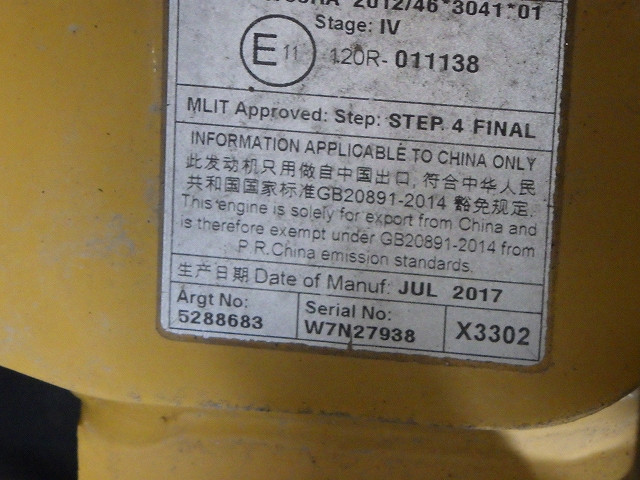 2012/46*3041*01
Stage: IV
E 11 120R- 011138
MLIT Approved: Step: STEP 4 FINAL
INFORMATION APPLICABLE TO CHINA ONLY
此发动机只用做自中国出口, 符合中华人民
共和国国家标准GB20891-2014 豁免规定.
This engine is solely for export from China and
is therefore exempt under GB20891-2014 from
P.R.China emission standards.
生产日期 Date of Manuf: JUL 2017
Argt No:
5288683
Serial No:
W7N27938
X3302